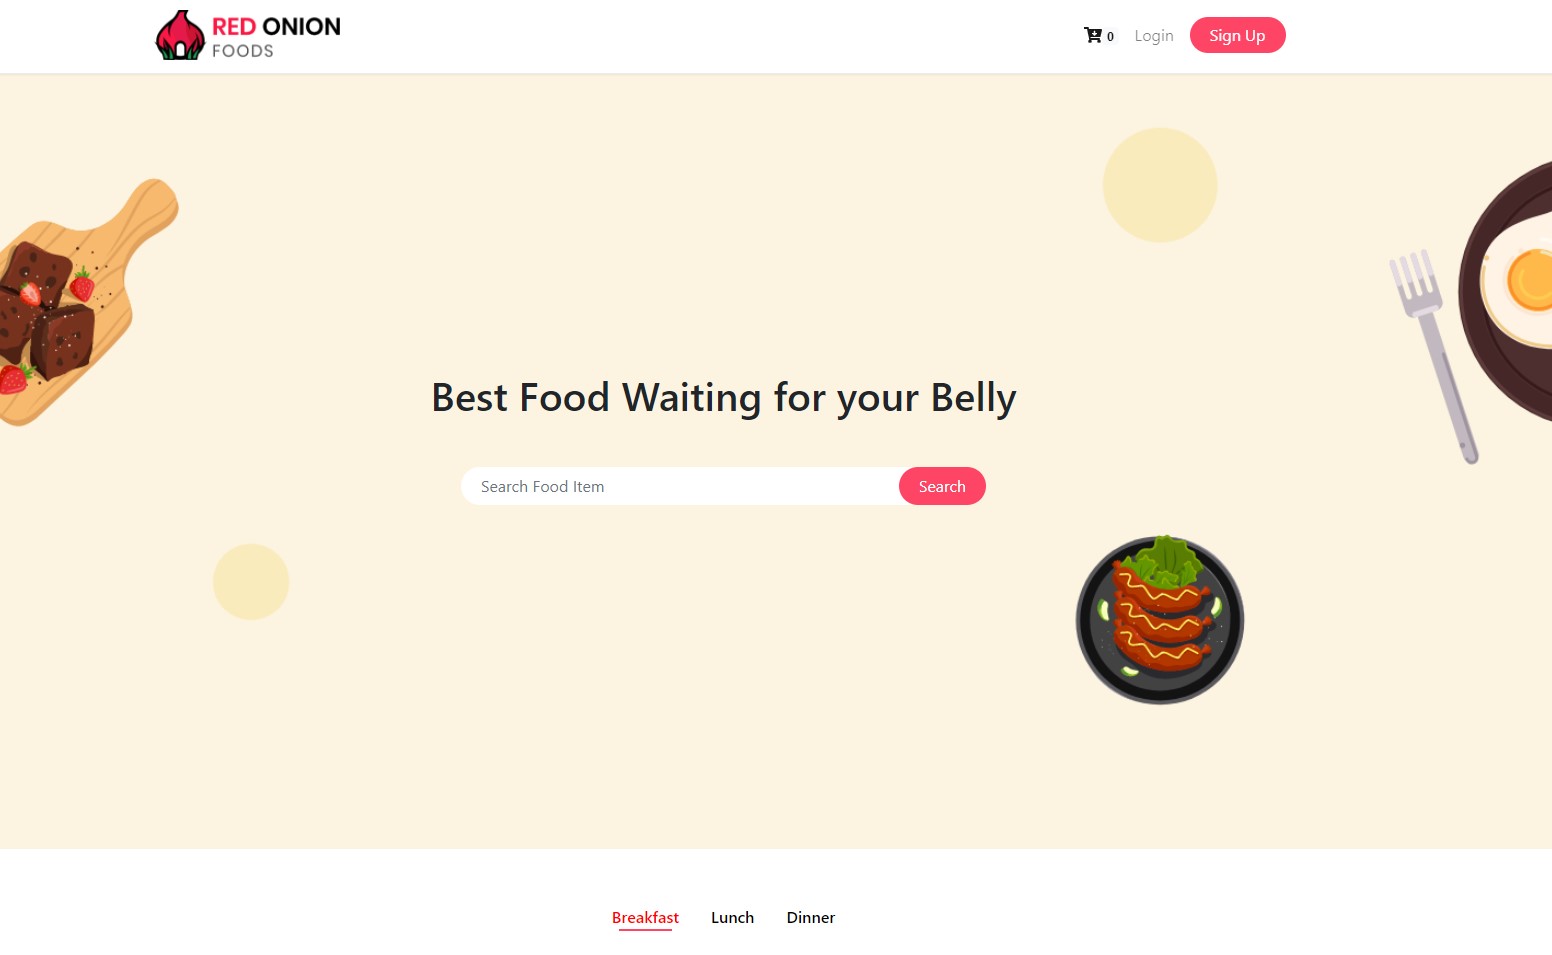 RED ONION
FOODS
0
Login
Sign Up
Best Food Waiting for your Belly
Search Food Item
Search
Breakfast
Lunch
Dinner